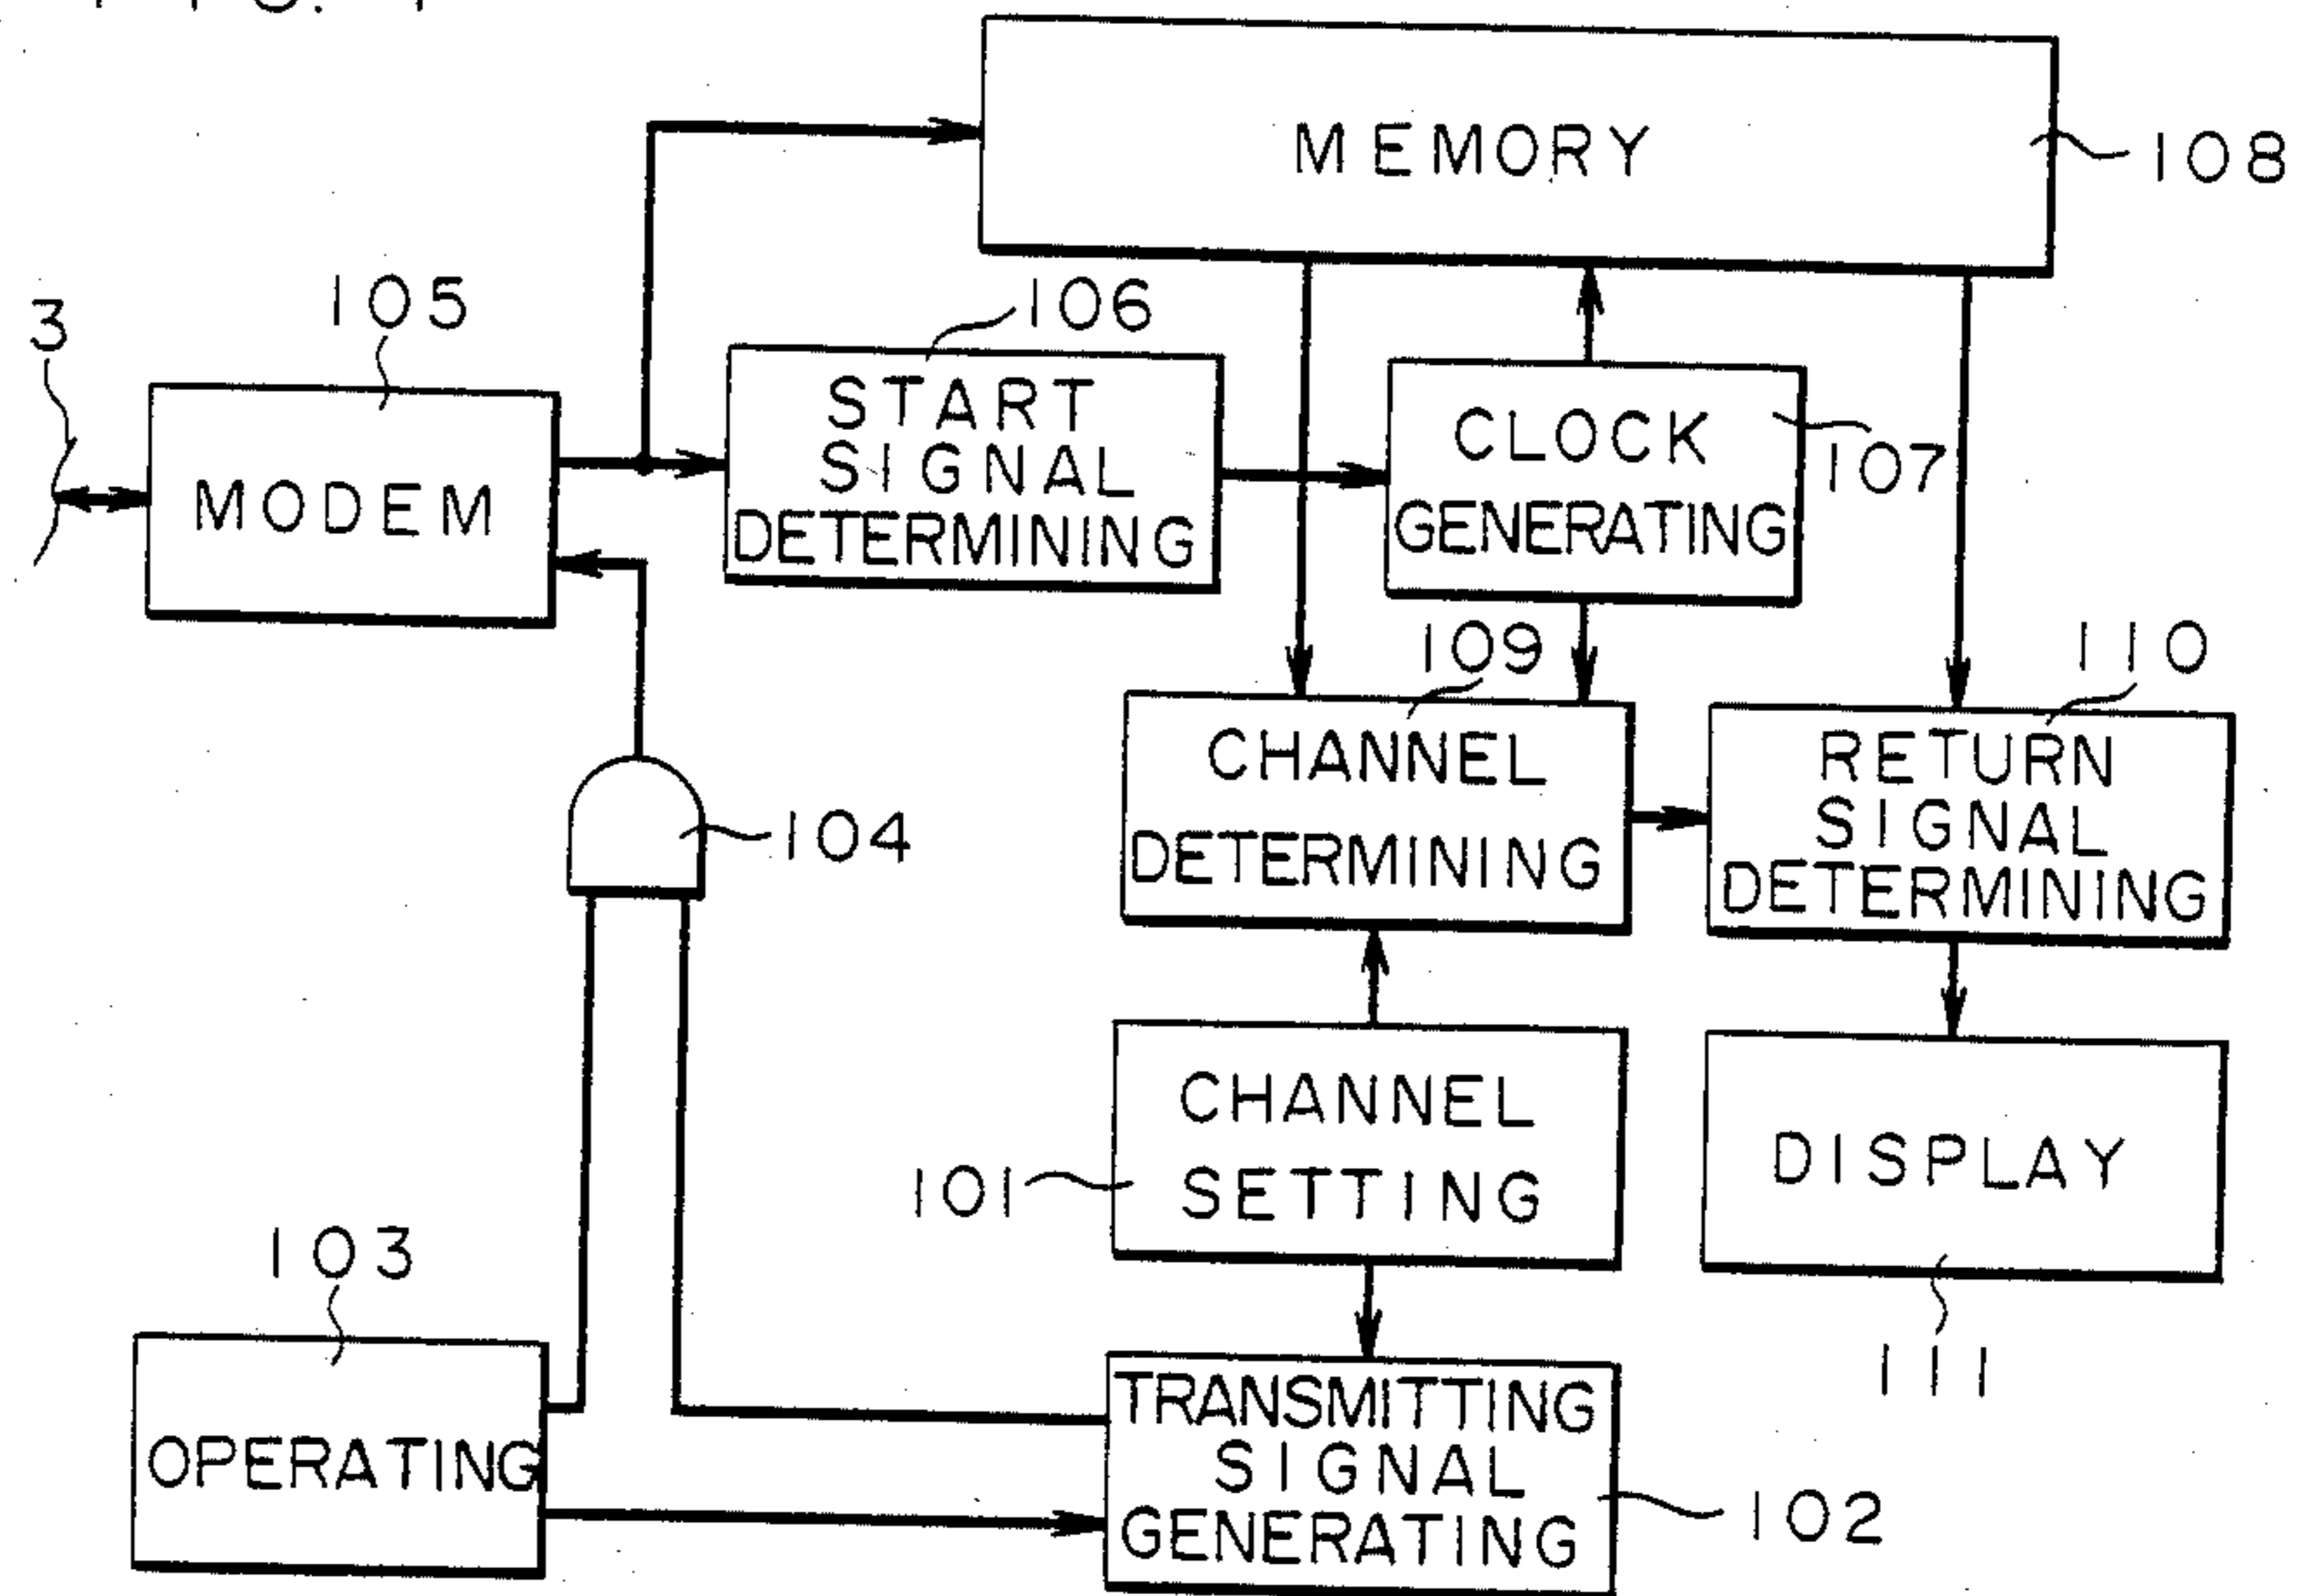 MEMORY
108
105
3
106
START
SIGNAL
DETERMINING
CLOCK
GENERATING
107
MODEM
109
110
CHANNEL
DETERMINING
RETURN
SIGNAL
DETERMINING
104
CHANNEL
SETTING
101
DISPLAY
111
103
OPERATING
TRANSMITTING
SIGNAL
GENERATING
102